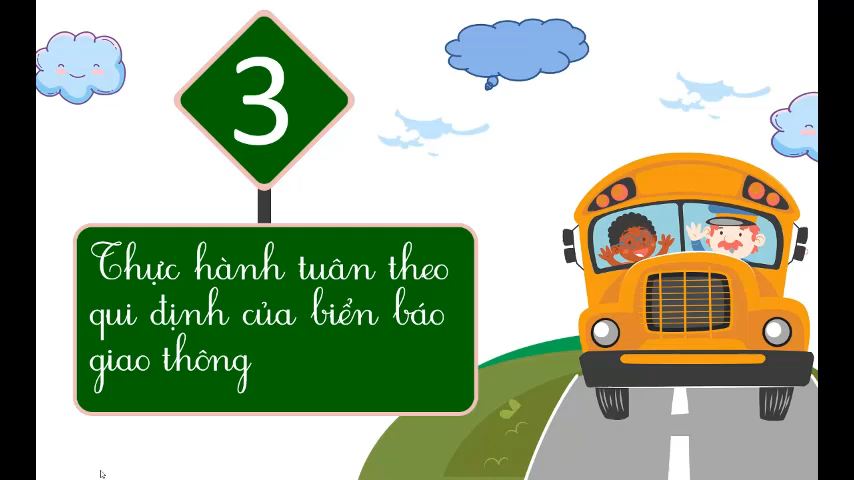 3
Thực hành tuân theo
qui định của biển báo
giao thông